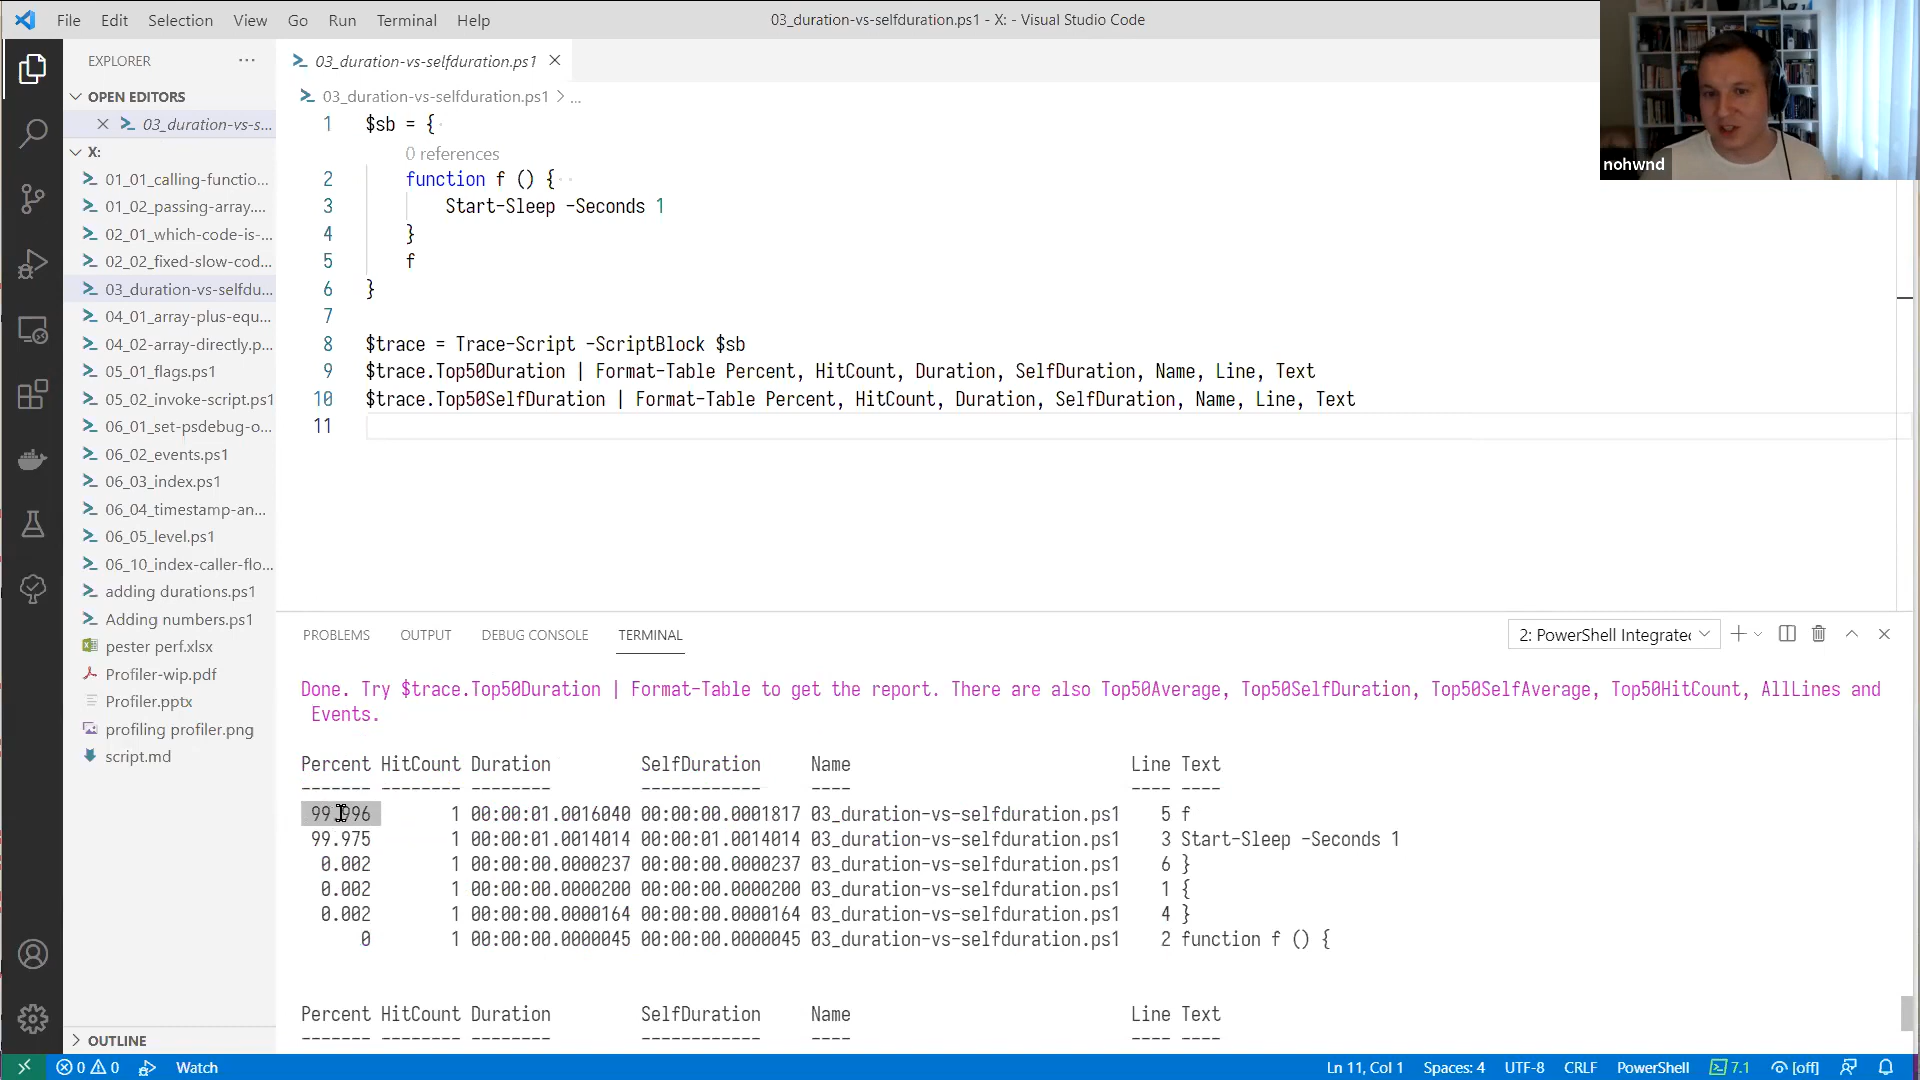 File Edit Selection View Go Run Terminal Help
03_duration-vs-selfduration.ps1 - X: - Visual Studio Code
nohwnd
EXPLORER
OPEN EDITORS
03_duration-vs-s...
X:
01_01_calling-functio...
01_02_passing-array....
02_01_which-code-is-...
02_02_fixed-slow-cod...
03_duration-vs-selfdu...
04_01_array-plus-equ...
04_02-array-directly.p...
05_01_flags.ps1
05_02_invoke-script.ps1
06_01_set-psdebug-o...
06_02_events.ps1
06_03_index.ps1
06_04_timestamp-an...
06_05_level.ps1
06_10_index-caller-flo...
adding durations.ps1
Adding numbers.ps1
pester perf.xlsx
Profiler-wip.pdf
Profiler.pptx
profiling profiler.png
script.md
OUTLINE
03_duration-vs-selfduration.ps1
03_duration-vs-selfduration.ps1 > ...
1 $sb = {
0 references
2 function f () {
3 Start-Sleep -Seconds 1
4 }
5 f
6 }
7
8 $trace = Trace-Script -ScriptBlock $sb
9 $trace.Top50Duration | Format-Table Percent, HitCount, Duration, SelfDuration, Name, Line, Text
10 $trace.Top50SelfDuration | Format-Table Percent, HitCount, Duration, SelfDuration, Name, Line, Text
11
PROBLEMS OUTPUT DEBUG CONSOLE TERMINAL
2: PowerShell Integrated
Done. Try $trace.Top50Duration | Format-Table to get the report. There are also Top50Average, Top50SelfDuration, Top50SelfAverage, Top50HitCount, AllLines and
Events.
Percent HitCount Duration SelfDuration Name Line Text
------- -------- -------- ------------ ---- ---- ----
99.996 1 00:00:01.0016040 00:00:00.0001817 03_duration-vs-selfduration.ps1 5 f
99.975 1 00:00:01.0014014 00:00:01.0014014 03_duration-vs-selfduration.ps1 3 Start-Sleep -Seconds 1
0.002 1 00:00:00.0000237 00:00:00.0000237 03_duration-vs-selfduration.ps1 6 }
0.002 1 00:00:00.0000200 00:00:00.0000200 03_duration-vs-selfduration.ps1 1 {
0.002 1 00:00:00.0000164 00:00:00.0000164 03_duration-vs-selfduration.ps1 4 }
0 1 00:00:00.0000045 00:00:00.0000045 03_duration-vs-selfduration.ps1 2 function f () {
Percent HitCount Duration SelfDuration Name Line Text
------- -------- -------- ------------ ---- ---- ----
0 0 Watch
Ln 11, Col 1 Spaces: 4 UTF-8 CRLF PowerShell 7.1 [off]